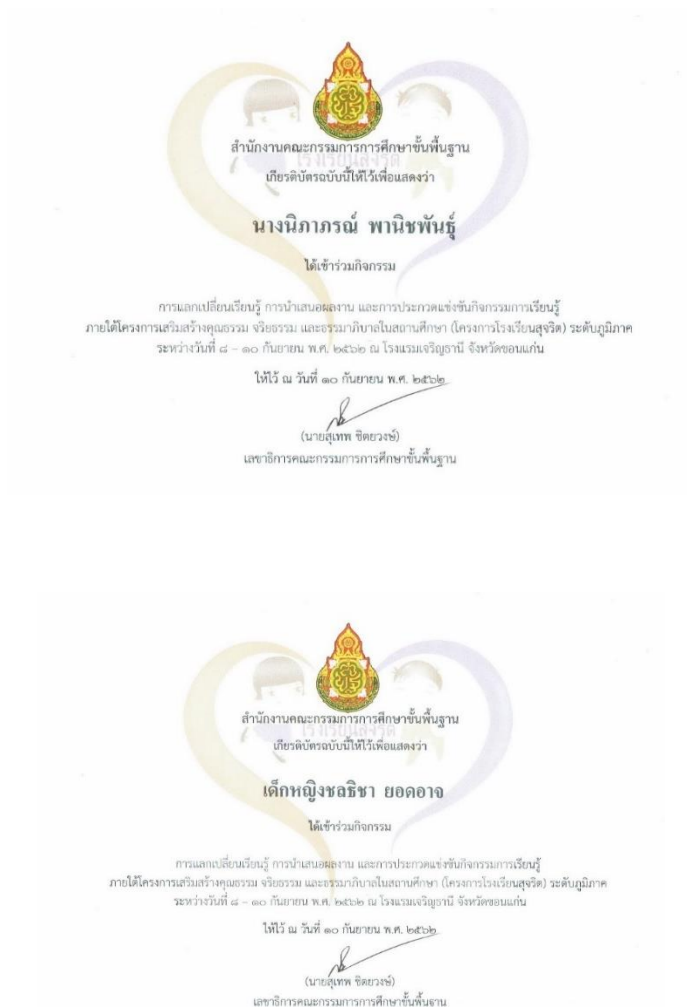 สำนักงานคณะกรรมการการศึกษาขั้นพื้นฐาน
โรงเรียนสุจริต
เกียรติบัตรฉบับนี้ให้ไว้เพื่อแสดงว่า
นางนิภาภรณ์ พานิชพันธุ์
ได้เข้าร่วมกิจกรรม
การแลกเปลี่ยนเรียนรู้ การนำเสนอผลงาน และการประกวดแข่งขันกิจกรรมการเรียนรู้
ภายใต้โครงการเสริมสร้างคุณธรรม จริยธรรม และธรรมาภิบาลในสถานศึกษา (โครงการโรงเรียนสุจริต) ระดับภูมิภาค
ระหว่างวันที่ ๘ – ๑๐ กันยายน พ.ศ. ๒๕๖๒ ณ โรงแรมเจริญธานี จังหวัดขอนแก่น
ให้ไว้ ณ วันที่ ๑๐ กันยายน พ.ศ. ๒๕๖๒
(นายสุเทพ ชิตยวงษ์)
เลขาธิการคณะกรรมการการศึกษาขั้นพื้นฐาน
สำนักงานคณะกรรมการการศึกษาขั้นพื้นฐาน
โรงเรียนสุจริต
เกียรติบัตรฉบับนี้ให้ไว้เพื่อแสดงว่า
เด็กหญิงชลธิชา ยอดอาจ
ได้เข้าร่วมกิจกรรม
การแลกเปลี่ยนเรียนรู้ การนำเสนอผลงาน และการประกวดแข่งขันกิจกรรมการเรียนรู้
ภายใต้โครงการเสริมสร้างคุณธรรม จริยธรรม และธรรมาภิบาลในสถานศึกษา (โครงการโรงเรียนสุจริต) ระดับภูมิภาค
ระหว่างวันที่ ๘ – ๑๐ กันยายน พ.ศ. ๒๕๖๒ ณ โรงแรมเจริญธานี จังหวัดขอนแก่น
ให้ไว้ ณ วันที่ ๑๐ กันยายน พ.ศ. ๒๕๖๒
(นายสุเทพ ชิตยวงษ์)
เลขาธิการคณะกรรมการการศึกษาขั้นพื้นฐาน